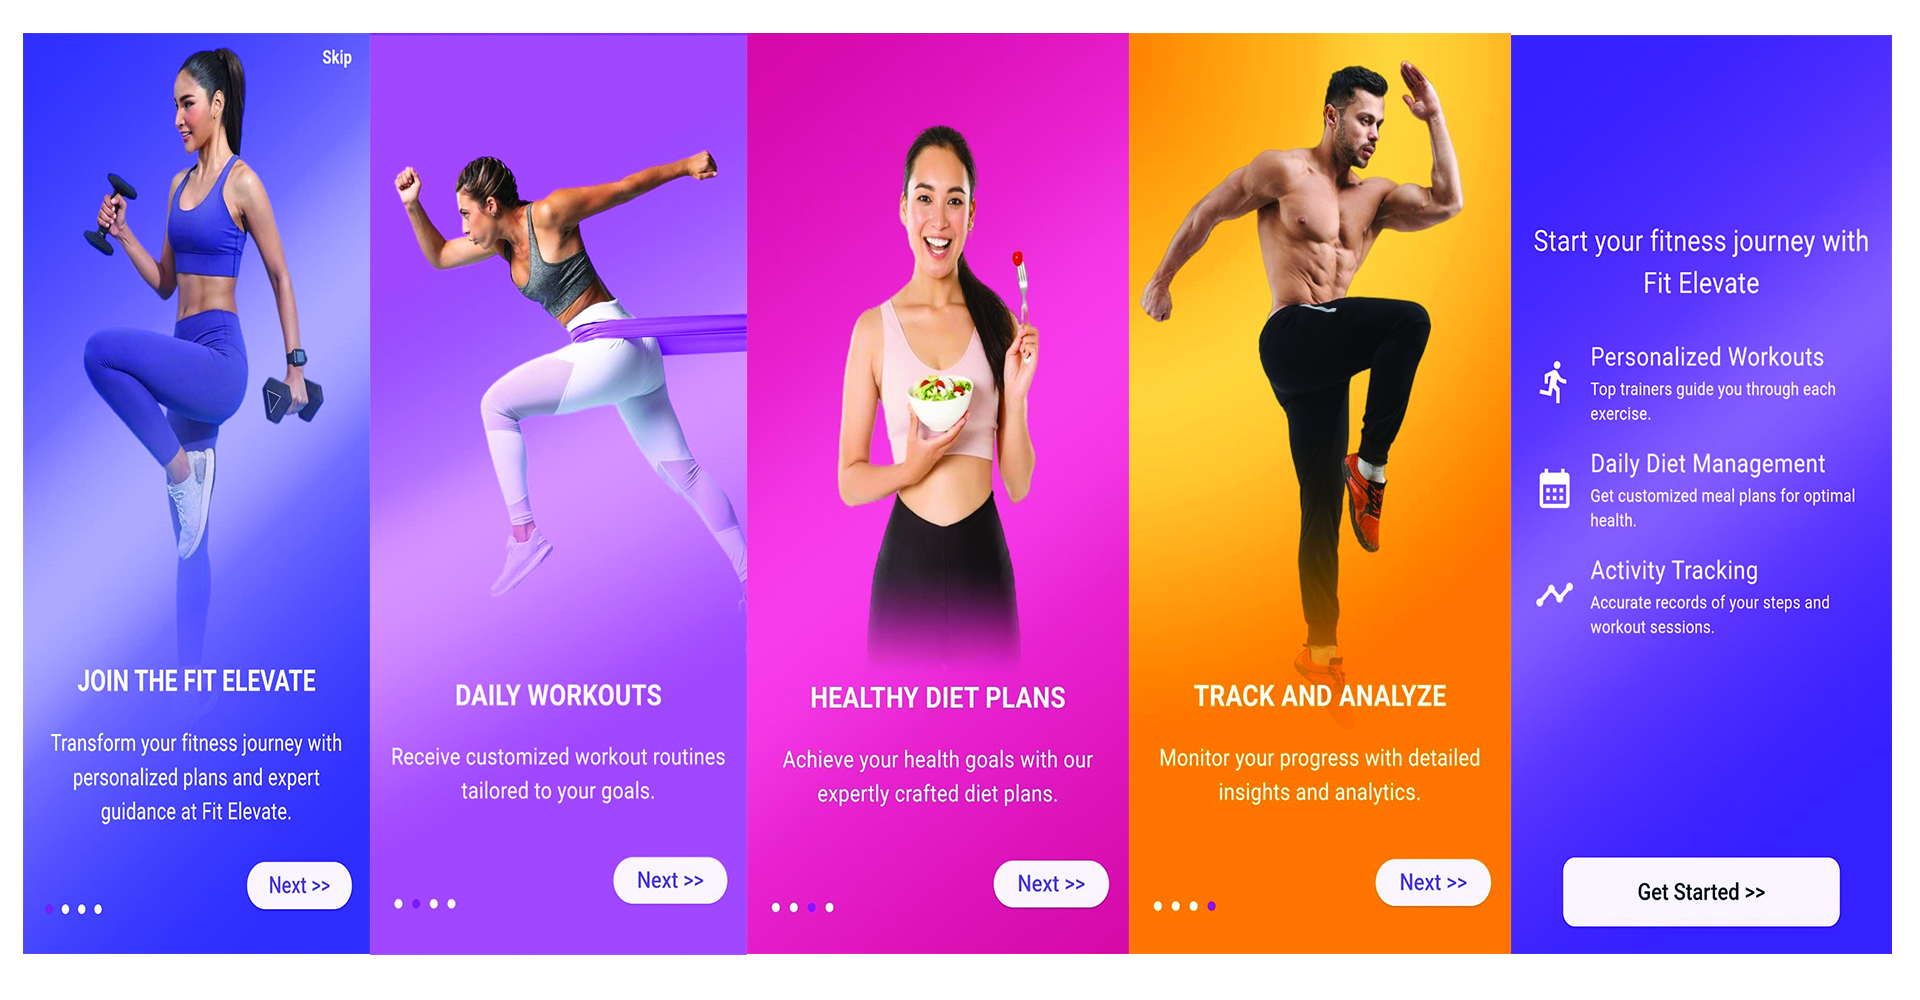 Skip
JOIN THE FIT ELEVATE
Transform your fitness journey with
personalized plans and expert
guidance at Fit Elevate.
Next >>
DAILY WORKOUTS
Receive customized workout routines
tailored to your goals.
Next >>
HEALTHY DIET PLANS
Achieve your health goals with our
expertly crafted diet plans.
Next >>
TRACK AND ANALYZE
Monitor your progress with detailed
insights and analytics.
Next >>
Start your fitness journey with
Fit Elevate
Personalized Workouts
Top trainers guide you through each
exercise.
Daily Diet Management
Get customized meal plans for optimal
health.
Activity Tracking
Accurate records of your steps and
workout sessions.
Get Started >>